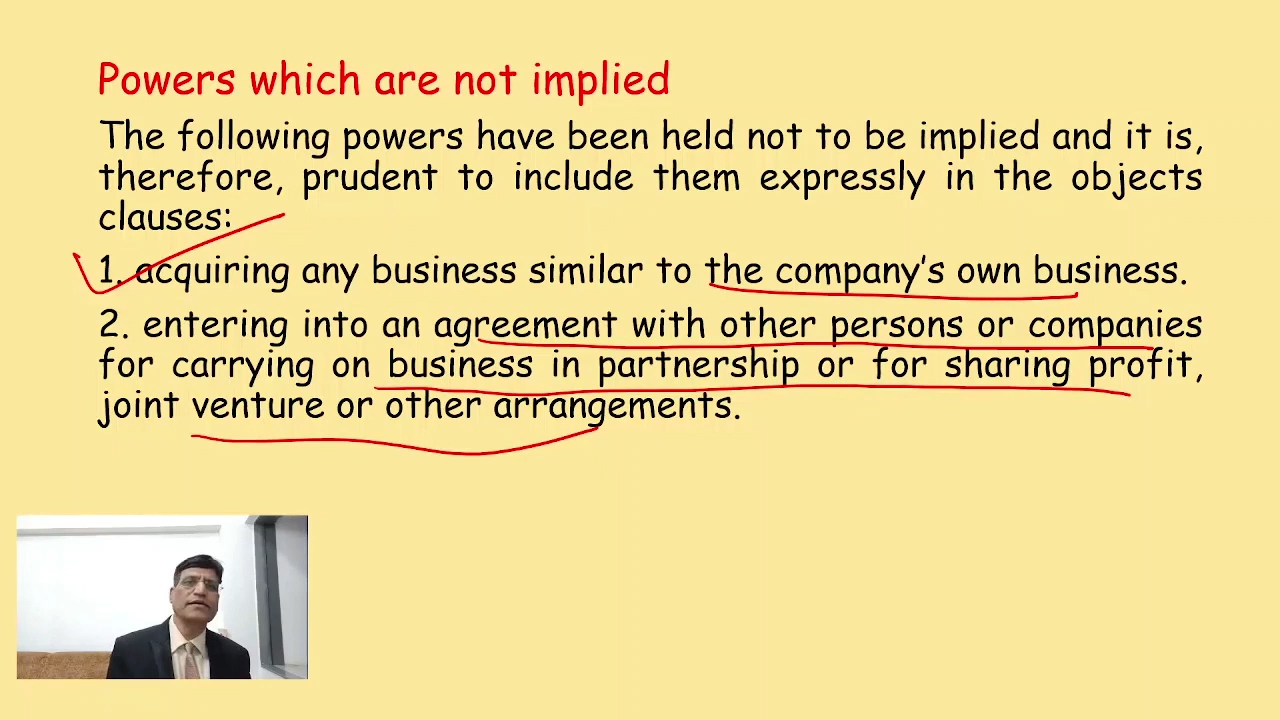 Powers which are not implied
The following powers have been held not to be implied and it is,
therefore, prudent to include them expressly in the objects
clauses:
1. acquiring any business similar to the company's own business.
2. entering into an agreement with other persons or companies
for carrying on business in partnership or for sharing profit,
joint venture or other arrangements.